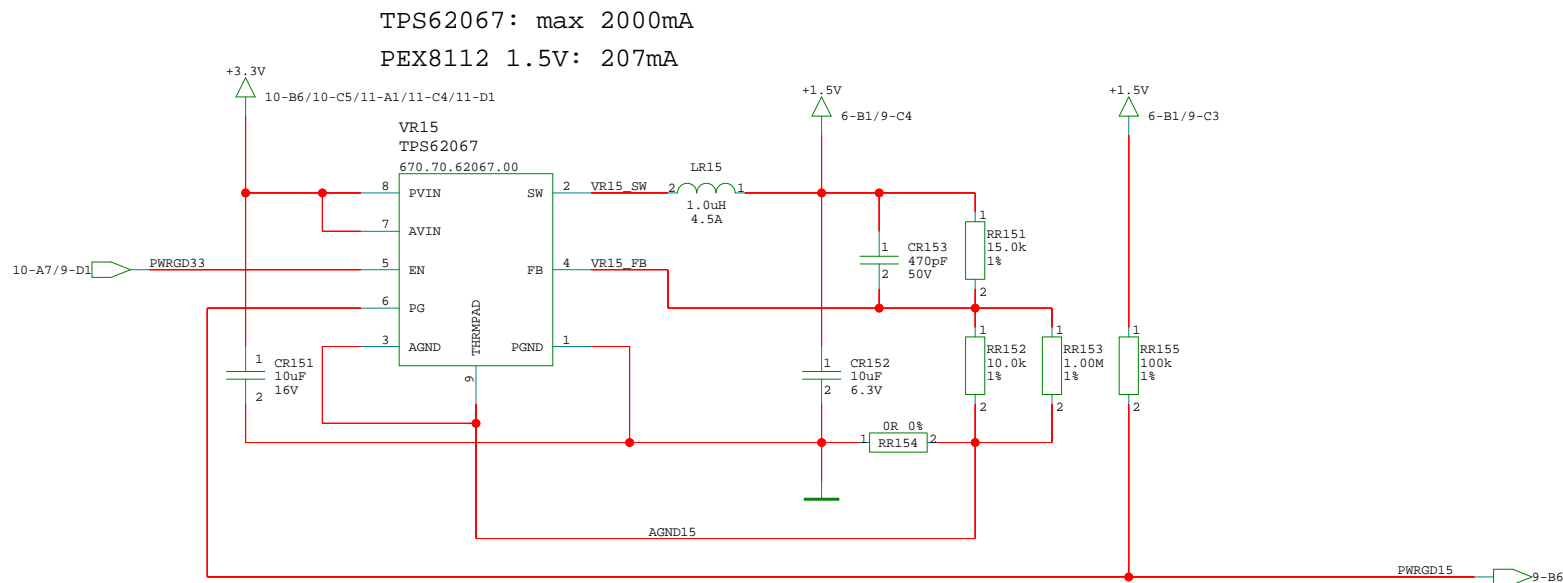 TPS62067: max 2000mA
PEX8112 1.5V: 207mA
+3.3V
10-B6/10-C5/11-A1/11-C4/11-D1
+1.5V
6-B1/9-C4
+1.5V
6-B1/9-C3
VR15
TPS62067
670.70.62067.00
8 PVIN
SW 2 VR15_SW
2 LR15 1
1.0uH
4.5A
7 AVIN
10-A7/9-D1 PWRGD33
5 EN
FB 4 VR15_FB
6 PG
3 AGND
THRMPAD
9
PGND 1
1 CR153
470pF
2 50V
1
RR151
15.0k
1%
2
1 CR151
10uF
2 16V
1 CR152
10uF
2 6.3V
1
RR152
10.0k
1%
2
1
RR153
1.00M
1%
2
1
RR155
100k
1%
2
0R 0%
1 RR154 2
AGND15
PWRGD15 9-B6